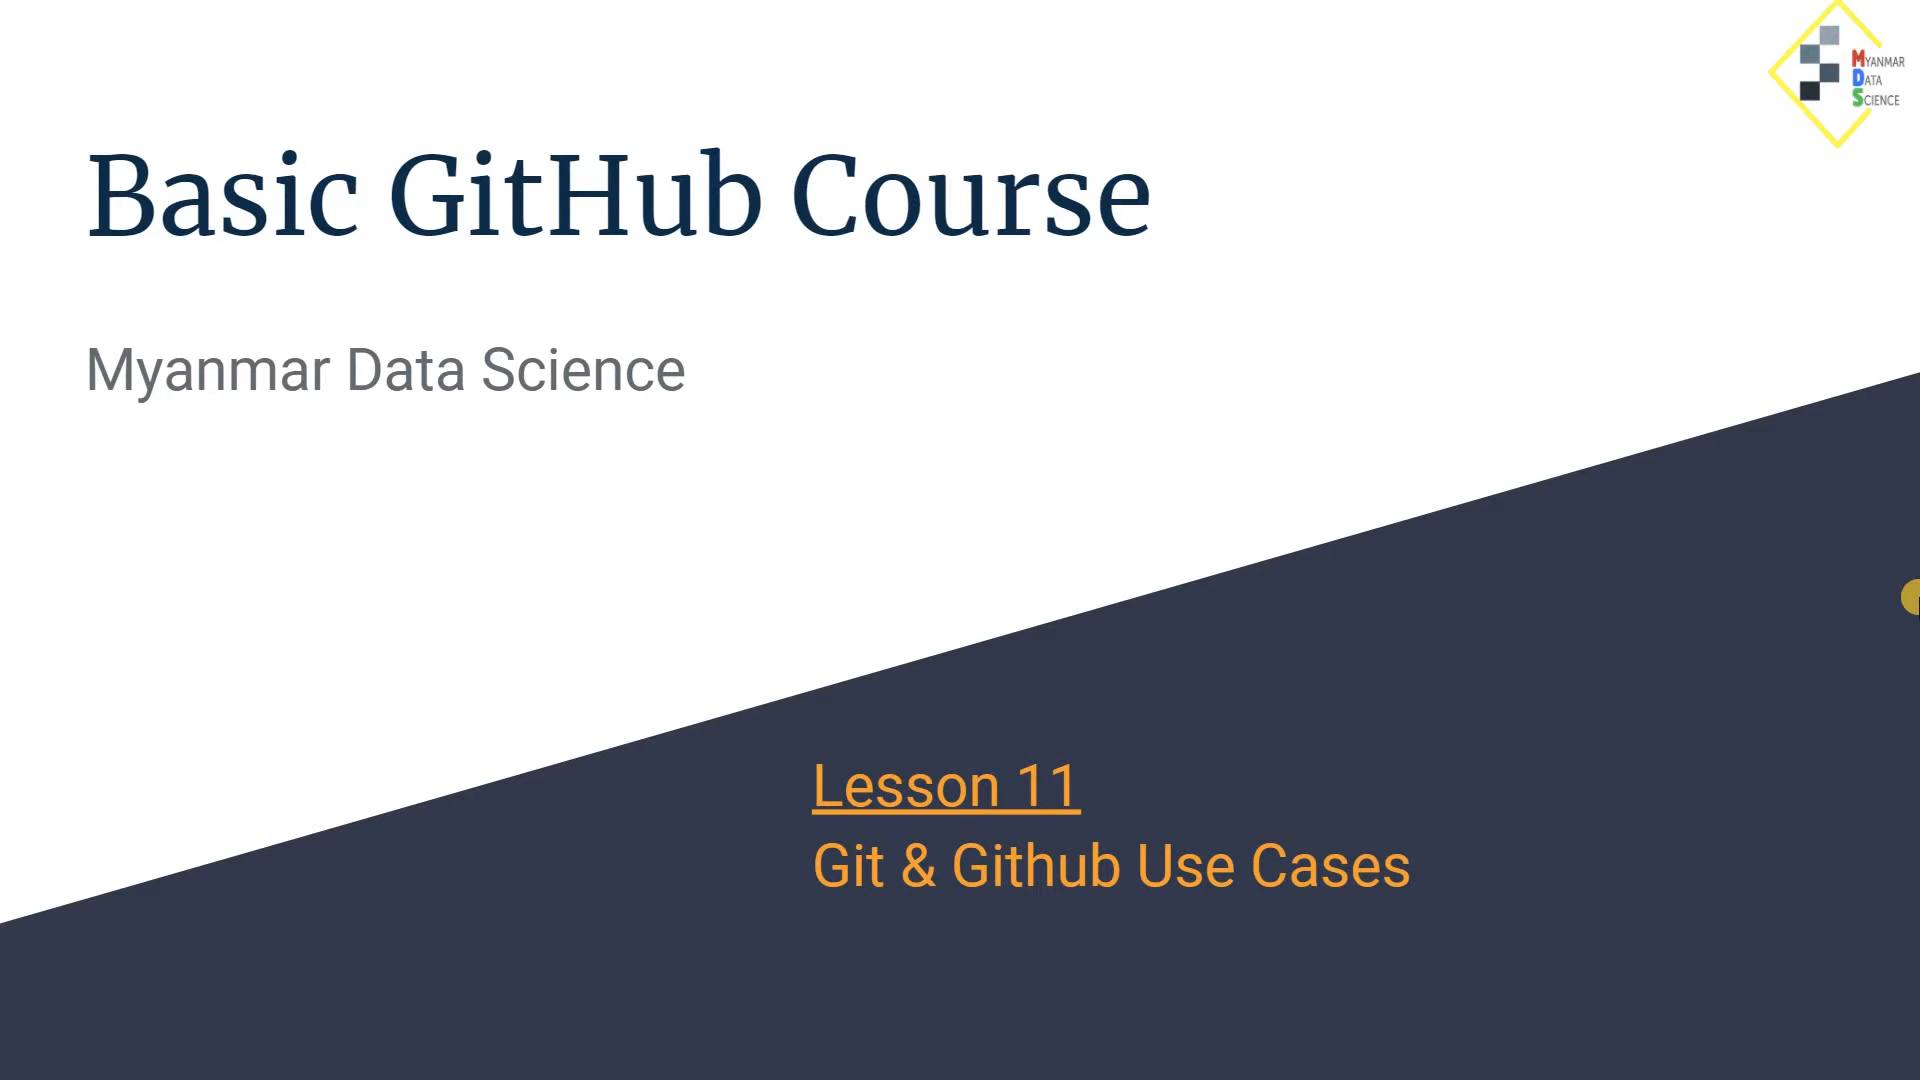 MYANMAR
DATA
SCIENCE
Basic GitHub Course
Myanmar Data Science
Lesson 11
Git & Github Use Cases